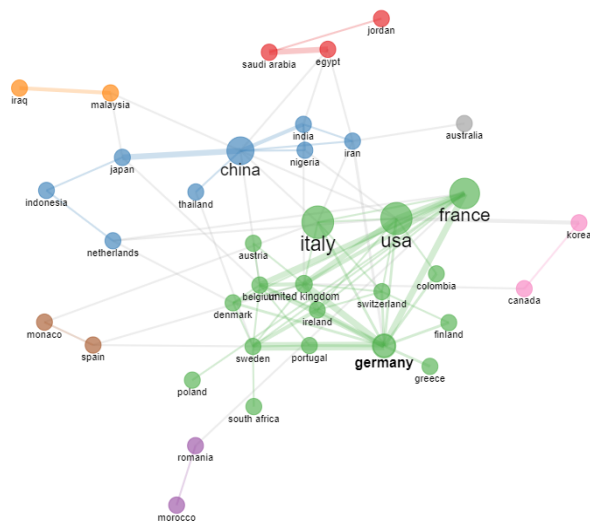 jordan
saudi arabia
egypt
iraq
malaysia
india
australia
china
nigeria
iran
japan
thailand
indonesia
france
italy
usa
korea
netherlands
austria
colombia
belgium
united kingdom
switzerland
canada
denmark
ireland
monaco
finland
spain
sweden
portugal
germany
greece
poland
south africa
romania
morocco